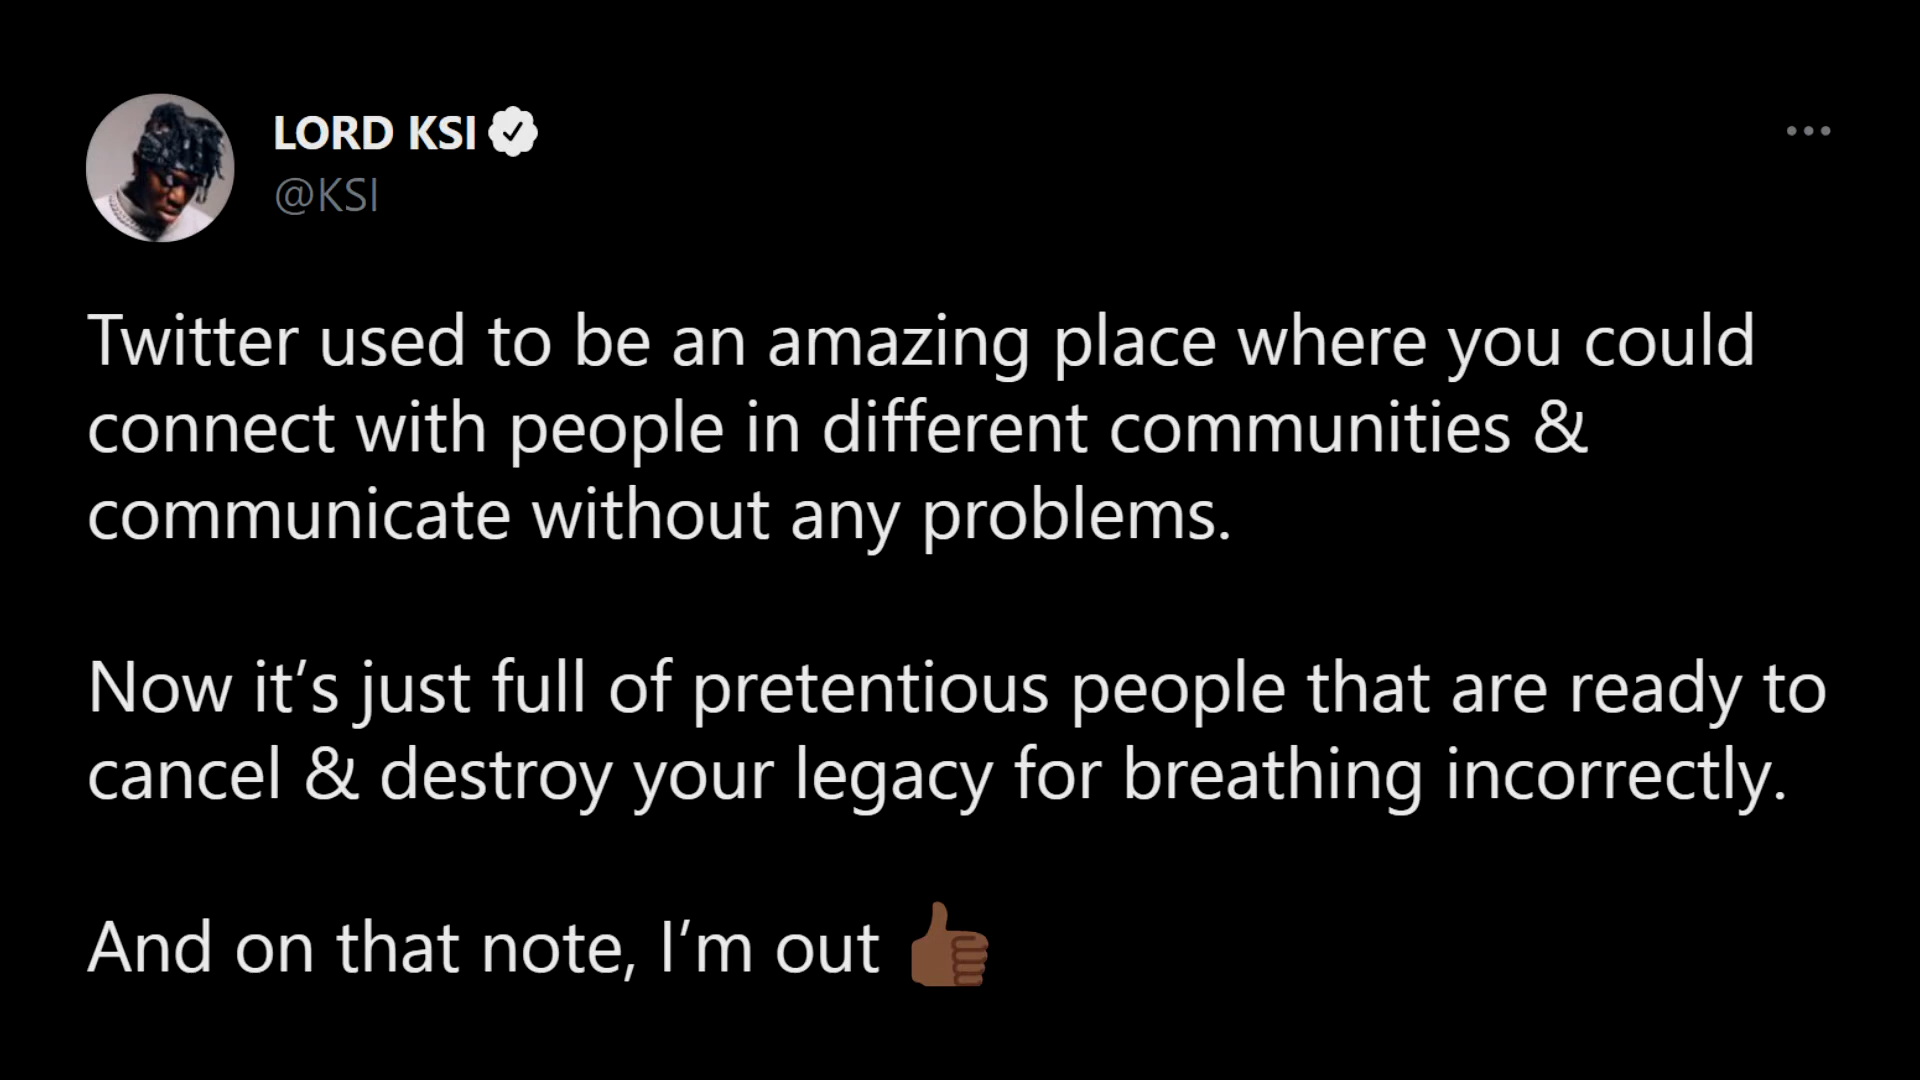 LORD KSI
@KSI
Twitter used to be an amazing place where you could
connect with people in different communities &
communicate without any problems.
Now it’s just full of pretentious people that are ready to
cancel & destroy your legacy for breathing incorrectly.
And on that note, I’m out 👍🏾